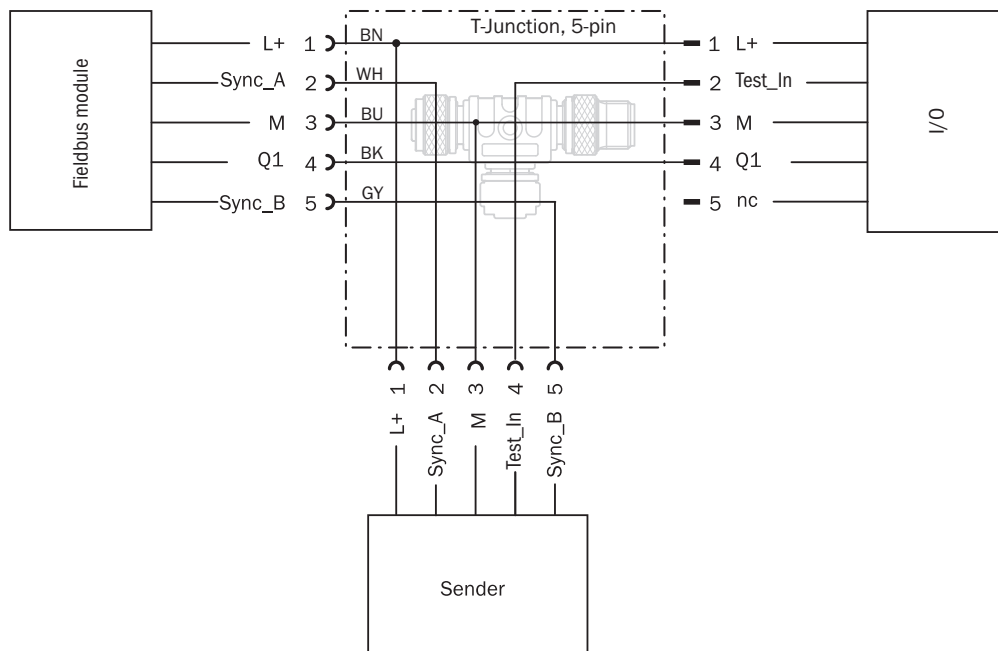 T-Junction, 5-pin
L+ 1 BN 1 L+
Sync_A 2 WH 2 Test_In
M 3 BU 3 M
Q1 4 BK 4 Q1
Sync_B 5 GY 5 nc
Fieldbus module
I/O
1 2 3 4 5
L+ Sync_A M Test_In Sync_B
Sender